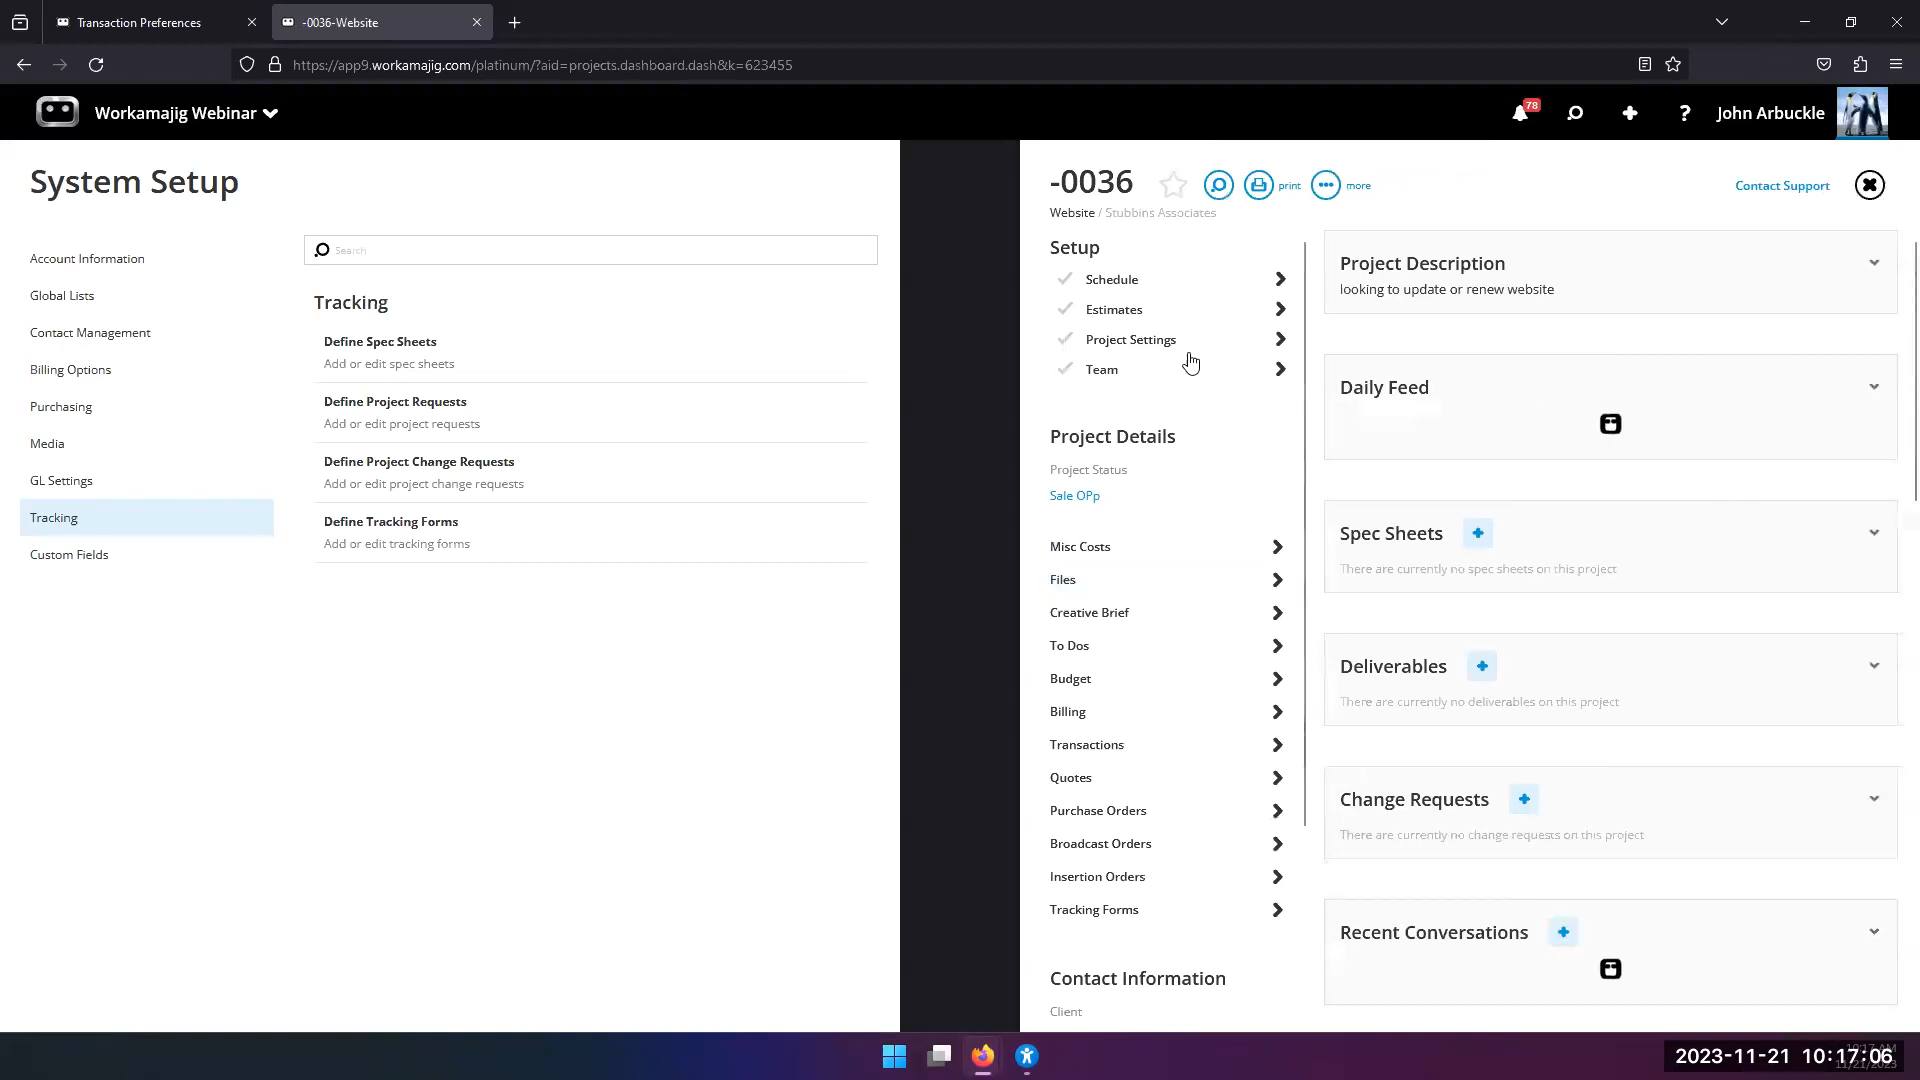 Transaction Preferences
-0036-Website
https://app9.workamajig.com/platinum/?aid=projects.dashboard.dash&k=623455
Workamajig Webinar
78
John Arbuckle
System Setup
Account Information
Global Lists
Contact Management
Billing Options
Purchasing
Media
GL Settings
Tracking
Custom Fields
Search
Tracking
Define Spec Sheets
Add or edit spec sheets
Define Project Requests
Add or edit project requests
Define Project Change Requests
Add or edit project change requests
Define Tracking Forms
Add or edit tracking forms
-0036
print
more
Contact Support
Website / Stubbins Associates
Setup
Schedule
Estimates
Project Settings
Team
Project Details
Project Status
Sale OPp
Misc Costs
Files
Creative Brief
To Dos
Budget
Billing
Transactions
Quotes
Purchase Orders
Broadcast Orders
Insertion Orders
Tracking Forms
Contact Information
Client
Project Description
looking to update or renew website
Daily Feed
Spec Sheets
There are currently no spec sheets on this project
Deliverables
There are currently no deliverables on this project
Change Requests
There are currently no change requests on this project
Recent Conversations
2023-11-21 10:17:06